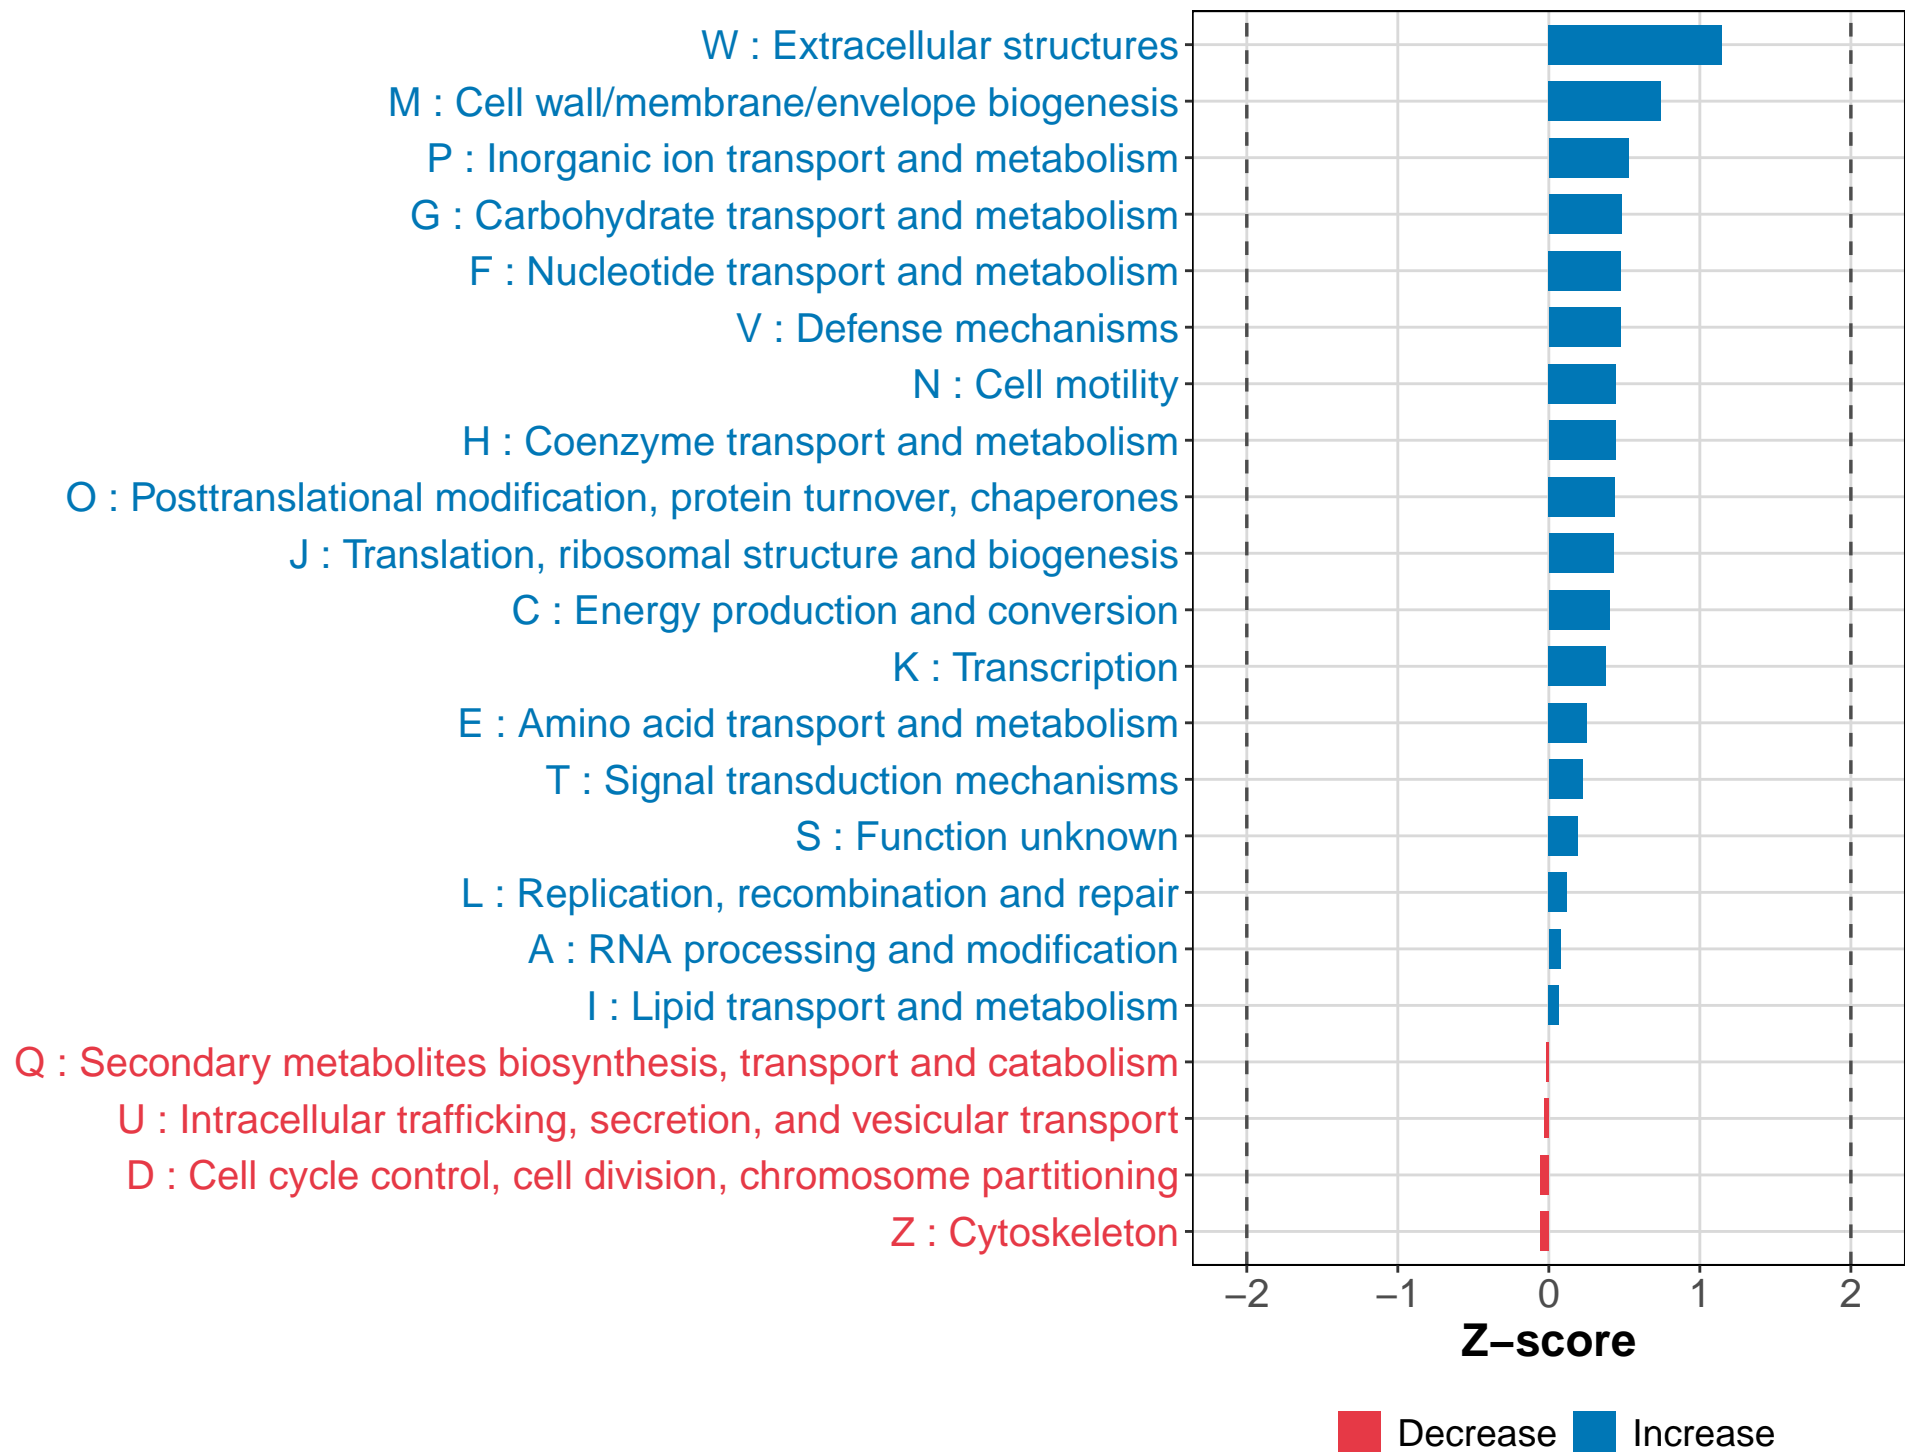 W : Extracellular structures
M : Cell wall/membrane/envelope biogenesis
P : Inorganic ion transport and metabolism
G : Carbohydrate transport and metabolism
F : Nucleotide transport and metabolism
V : Defense mechanisms
N : Cell motility
H : Coenzyme transport and metabolism
O : Posttranslational modification, protein turnover, chaperones
J : Translation, ribosomal structure and biogenesis
C : Energy production and conversion
K : Transcription
E : Amino acid transport and metabolism
T : Signal transduction mechanisms
S : Function unknown
L : Replication, recombination and repair
A : RNA processing and modification
I : Lipid transport and metabolism
Q : Secondary metabolites biosynthesis, transport and catabolism
U : Intracellular trafficking, secretion, and vesicular transport
D : Cell cycle control, cell division, chromosome partitioning
Z : Cytoskeleton
−2 −1 0 1 2
Z−score
Decrease Increase